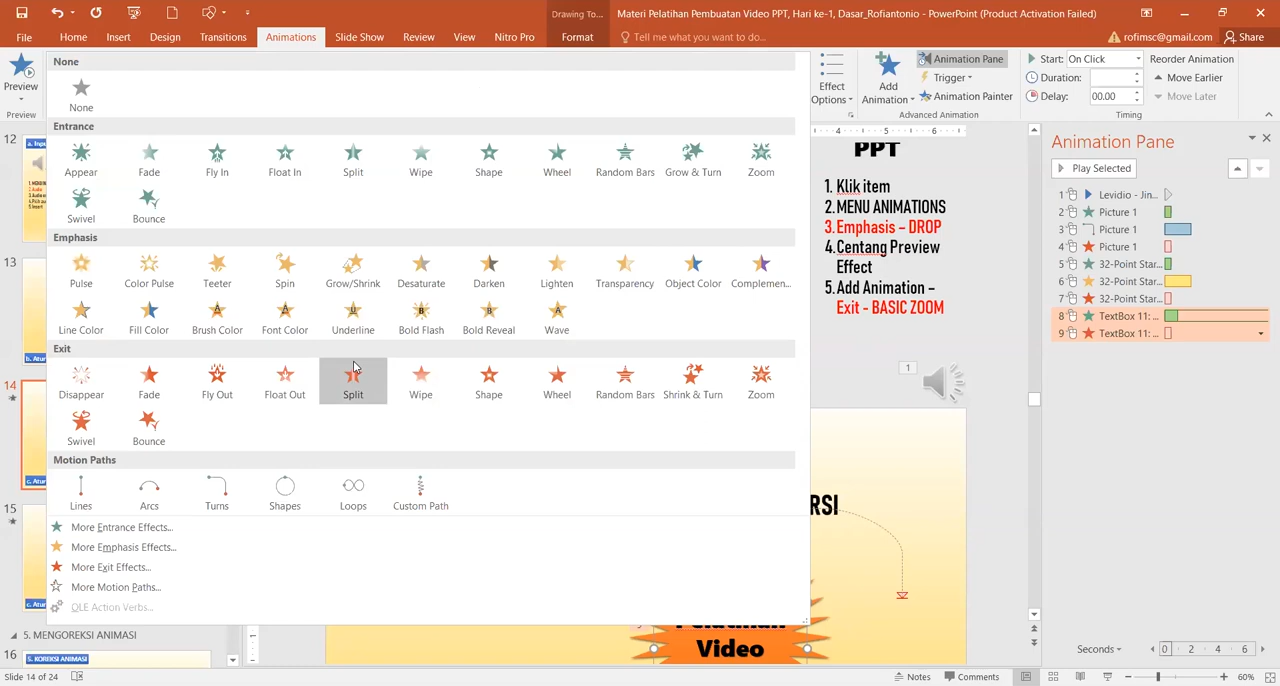 Drawing To...
Materi Pelatihan Pembuatan Video PPT, Hari ke-1, Dasar_Rofiantonio - PowerPoint (Product Activation Failed)
File Home Insert Design Transitions Animations Slide Show Review View Nitro Pro Format Tell me what you want to do... rofimsc@gmail.com Share
Preview
Preview
None
None
Entrance
Appear Fade Fly In Float In Split Wipe Shape Wheel Random Bars Grow & Turn Zoom
Swivel Bounce
Emphasis
Pulse Color Pulse Teeter Spin Grow/Shrink Desaturate Darken Lighten Transparency Object Color Complemen...
Line Color Fill Color Brush Color Font Color Underline Bold Flash Bold Reveal Wave
Exit
Disappear Fade Fly Out Float Out Split Wipe Shape Wheel Random Bars Shrink & Turn Zoom
Swivel Bounce
Motion Paths
Lines Arcs Turns Shapes Loops Custom Path
More Entrance Effects...
More Emphasis Effects...
More Exit Effects...
More Motion Paths...
OLE Action Verbs...
Effect Options
Add Animation
Animation Pane
Trigger
Animation Painter
Advanced Animation
Start: On Click
Duration:
Delay: 00.00
Reorder Animation
Move Earlier
Move Later
Timing
4 5 6
PPT
1. Klik item
2. MENU ANIMATIONS
3. Emphasis – DROP
4. Centang Preview
Effect
5. Add Animation –
Exit - BASIC ZOOM
1
RSI
Pelatihan
Video
Animation Pane
Play Selected
1 Levidio - Jin...
2 Picture 1
3 Picture 1
4 Picture 1
5 32-Point Star...
6 32-Point Star...
7 32-Point Star...
8 TextBox 11: ...
9 TextBox 11: ...
Seconds 0 2 4 6
12
13
14
15
5. MENGOREKSI ANIMASI
16
5. KOREKSI ANIMASI
Slide 14 of 24
Notes Comments 60%